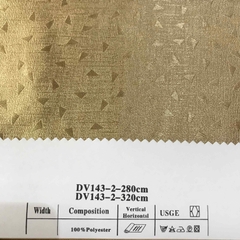 DV143-2-280cm
DV143-2-320cm
Width Composition Vertical Horizontal USGE
100%Polyester